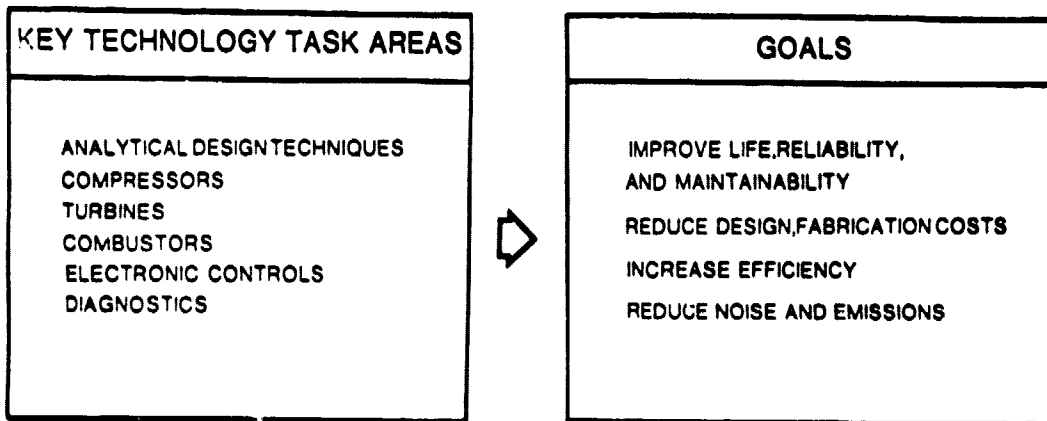 KEY TECHNOLOGY TASK AREAS
ANALYTICAL DESIGN TECHNIQUES
COMPRESSORS
TURBINES
COMBUSTORS
ELECTRONIC CONTROLS
DIAGNOSTICS
GOALS
IMPROVE LIFE, RELIABILITY,
AND MAINTAINABILITY
REDUCE DESIGN, FABRICATION COSTS
INCREASE EFFICIENCY
REDUCE NOISE AND EMISSIONS